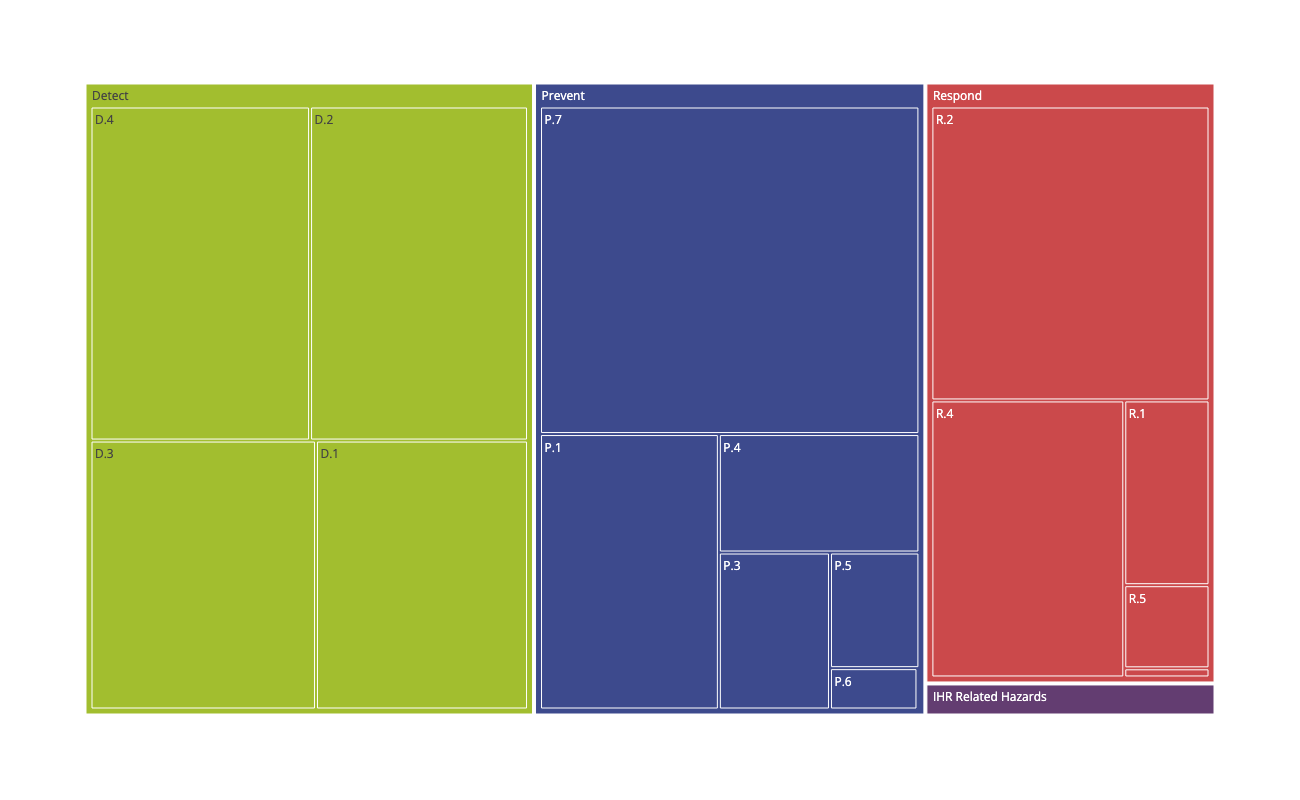 Detect
D.4
D.2
D.3
D.1
Prevent
P.7
P.1
P.4
P.3
P.5
P.6
Respond
R.2
R.4
R.1
R.5
IHR Related Hazards